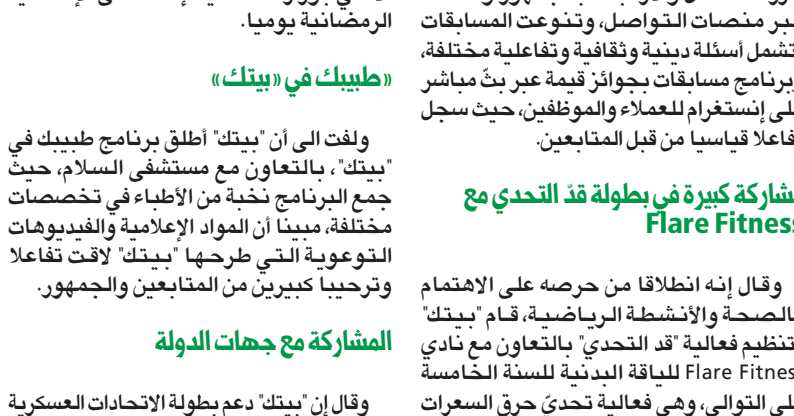 عبر منصات التواصل، وتنوعت المسابقات
لتشمل أسئلة دينية وثقافية وتفاعلية مختلفة،
وبرنامج مسابقات بجوائز قيمة عبر بثّ مباشر
على إنستغرام للعملاء والموظفين، حيث سجل
تفاعلا قياسيا من قبل المتابعين.
مشاركة كبيرة في بطولة قدّ التحدي مع
Flare Fitness
وقال إنه انطلاقا من حرصه على الاهتمام
بالصحة والأنشطة الرياضية، قام "بيتك"
بتنظيم فعالية "قد التحدي" بالتعاون مع نادي
Flare Fitness للياقة البدنية للسنة الخامسة
على التوالي، وهي فعالية تحديّ حرق السعرات
الرمضانية يوميا.
«طبيبك في «بيتك»
ولفت الى أن "بيتك" أطلق برنامج طبيبك في
"بيتك"، بالتعاون مع مستشفى السلام، حيث
جمع البرنامج نخبة من الأطباء في تخصصات
مختلفة، مبينا أن المواد الإعلامية والفيديوهات
التوعوية التي طرحها "بيتك" لاقت تفاعلا
وترحيبا كبيرين من المتابعين والجمهور.
المشاركة مع جهات الدولة
وقال إن "بيتك" دعم بطولة الاتحادات العسكرية